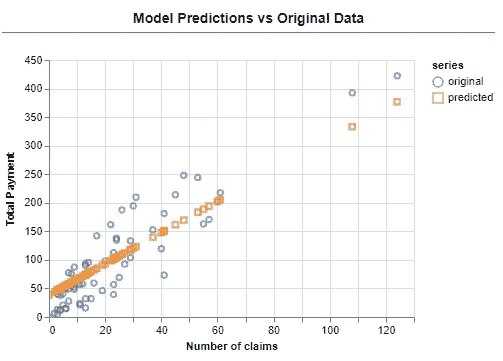 Model Predictions vs Original Data
450
400
350
300
250
200
150
100
50
0
Total Payment
0 20 40 60 80 100 120
Number of claims
series
original
predicted